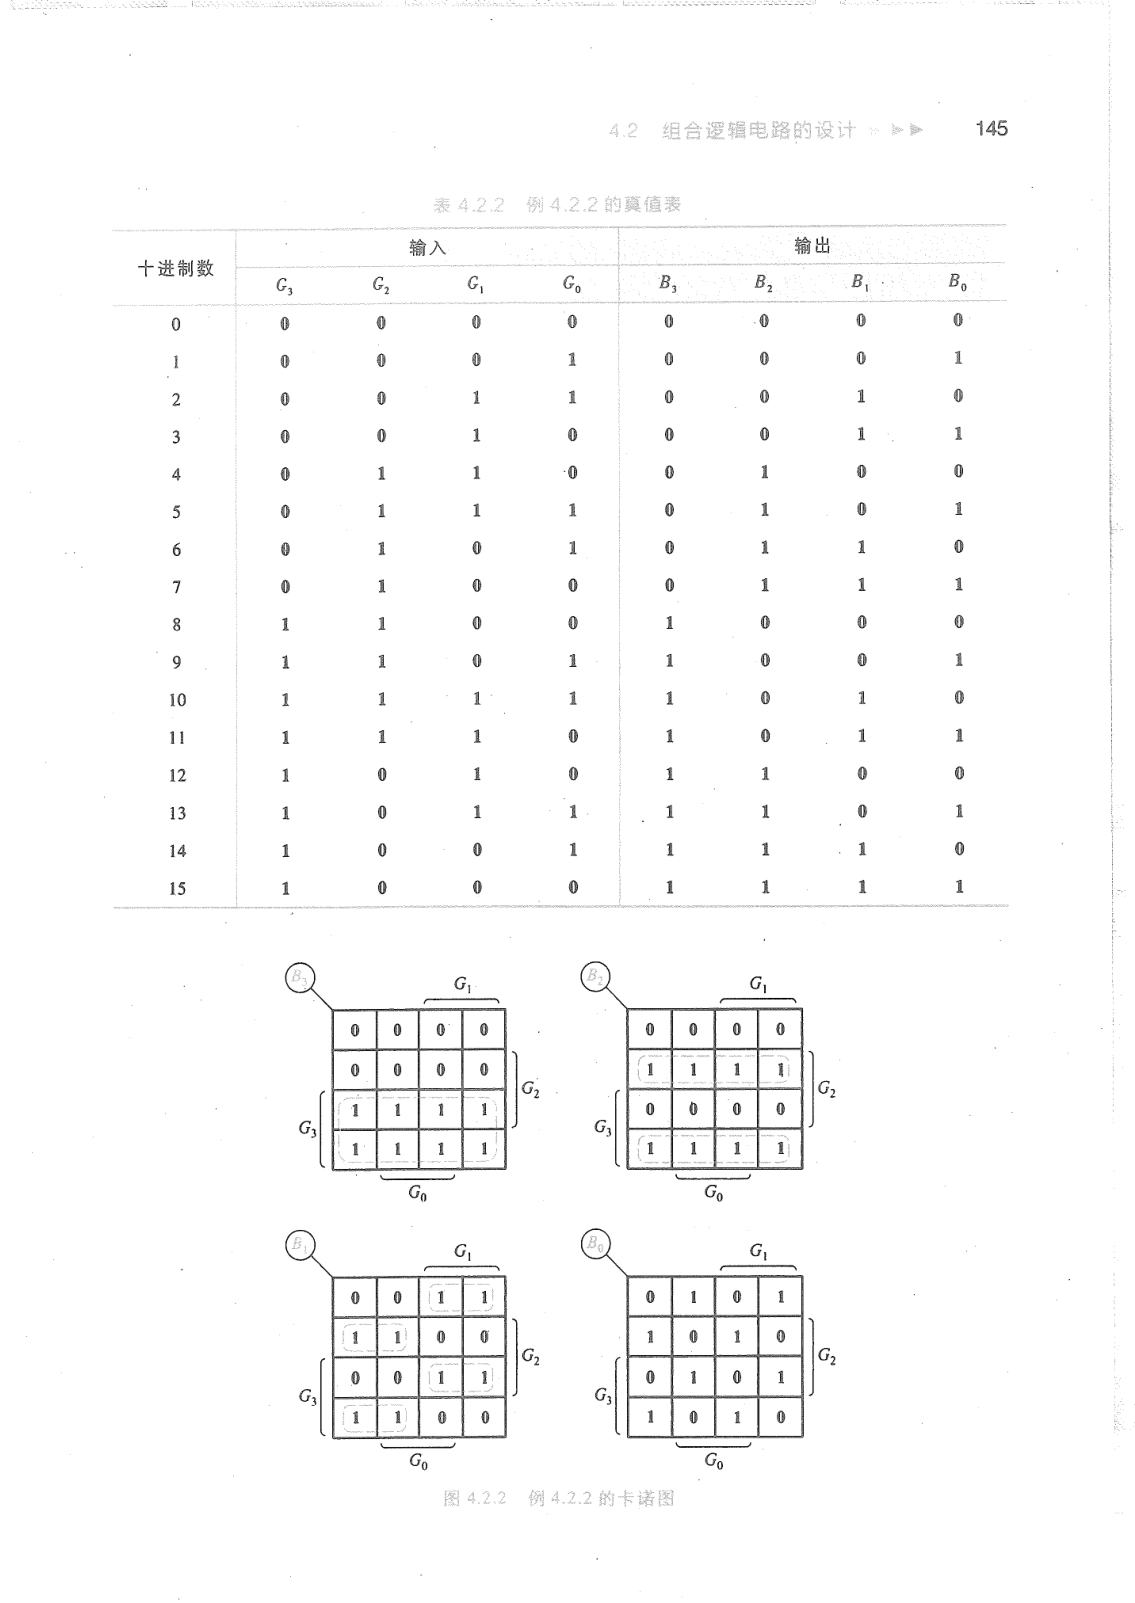 4.2 组合逻辑电路的设计 145
表 4.2.2 例 4.2.2 的真值表
十进制数 输入 输出
G3 G2 G1 G0 B3 B2 B1 B0
0 0 0 0 0 0 0 0 0
1 0 0 0 1 0 0 0 1
2 0 0 1 1 0 0 1 0
3 0 0 1 0 0 0 1 1
4 0 1 1 0 0 1 0 0
5 0 1 1 1 0 1 0 1
6 0 1 0 1 0 1 1 0
7 0 1 0 0 0 1 1 1
8 1 1 0 0 1 0 0 0
9 1 1 0 1 1 0 0 1
10 1 1 1 1 1 0 1 0
11 1 1 1 0 1 0 1 1
12 1 0 1 0 1 1 0 0
13 1 0 1 1 1 1 0 1
14 1 0 0 1 1 1 1 0
15 1 0 0 0 1 1 1 1
B3 G1
0 0 0 0
0 0 0 0 G2
G3 1 1 1 1
1 1 1 1
G0
B2 G1
0 0 0 0
1 1 1 1 G2
G3 0 0 0 0
1 1 1 1
G0
B1 G1
0 0 1 1
1 1 0 0 G2
G3 0 0 1 1
1 1 0 0
G0
B0 G1
0 1 0 1
1 0 1 0 G2
G3 0 1 0 1
1 0 1 0
G0
图 4.2.2 例 4.2.2 的卡诺图